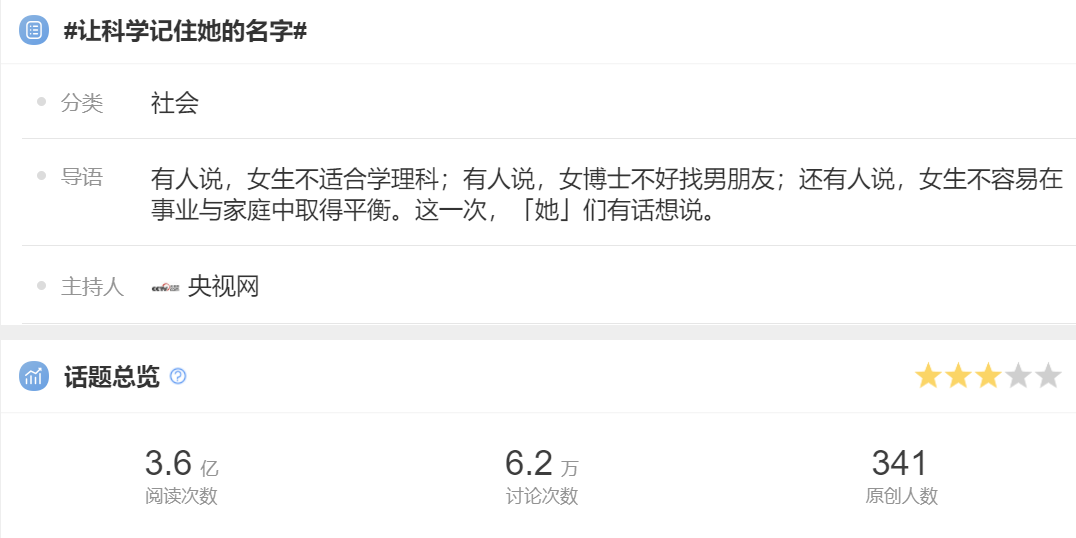 #让科学记住她的名字#
分类 社会
导语 有人说，女生不适合学理科；有人说，女博士不好找男朋友；还有人说，女生不容易在
事业与家庭中取得平衡。这一次，「她」们有话想说。
主持人 CCTV 央视网
话题总览 ?
3.6 亿 6.2 万 341
阅读次数 讨论次数 原创人数